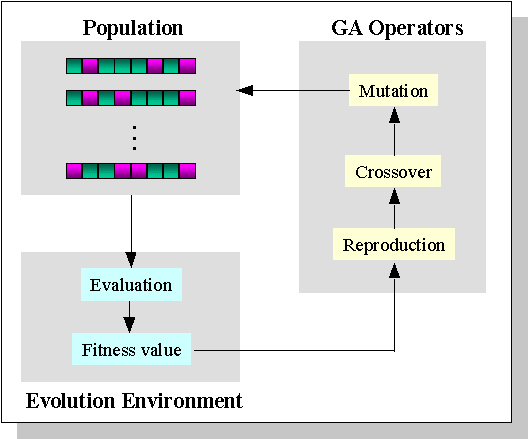 Population
GA Operators
Mutation
Crossover
Reproduction
Evaluation
Fitness value
Evolution Environment